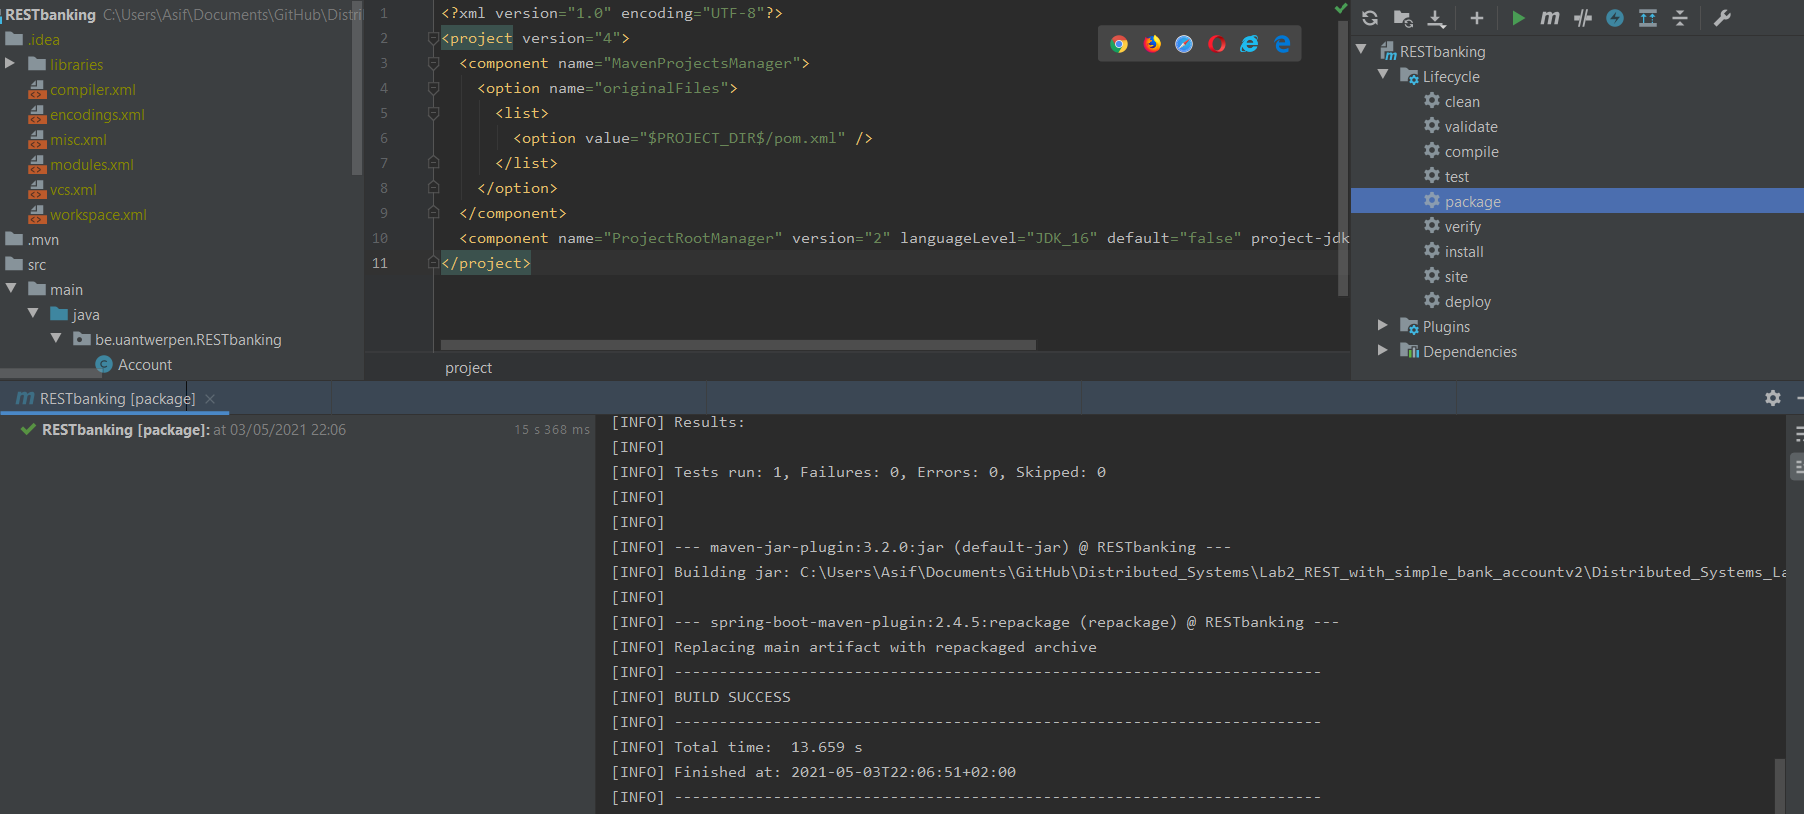 RESTbanking C:\Users\Asif\Documents\GitHub\Distri
.idea
libraries
compiler.xml
encodings.xml
misc.xml
modules.xml
vcs.xml
workspace.xml
.mvn
src
main
java
be.uantwerpen.RESTbanking
C Account
1 <?xml version="1.0" encoding="UTF-8"?>
2 <project version="4">
3 <component name="MavenProjectsManager">
4 <option name="originalFiles">
5 <list>
6 <option value="$PROJECT_DIR$/pom.xml" />
7 </list>
8 </option>
9 </component>
10 <component name="ProjectRootManager" version="2" languageLevel="JDK_16" default="false" project-jdk
11 </project>
project
m
RESTbanking
Lifecycle
clean
validate
compile
test
package
verify
install
site
deploy
Plugins
Dependencies
m RESTbanking [package]
RESTbanking [package]: at 03/05/2021 22:06 15 s 368 ms
[INFO] Results:
[INFO]
[INFO] Tests run: 1, Failures: 0, Errors: 0, Skipped: 0
[INFO]
[INFO]
[INFO] --- maven-jar-plugin:3.2.0:jar (default-jar) @ RESTbanking ---
[INFO] Building jar: C:\Users\Asif\Documents\GitHub\Distributed_Systems\Lab2_REST_with_simple_bank_accountv2\Distributed_Systems_La
[INFO]
[INFO] --- spring-boot-maven-plugin:2.4.5:repackage (repackage) @ RESTbanking ---
[INFO] Replacing main artifact with repackaged archive
[INFO] ------------------------------------------------------------------------
[INFO] BUILD SUCCESS
[INFO] ------------------------------------------------------------------------
[INFO] Total time:  13.659 s
[INFO] Finished at: 2021-05-03T22:06:51+02:00
[INFO] ------------------------------------------------------------------------